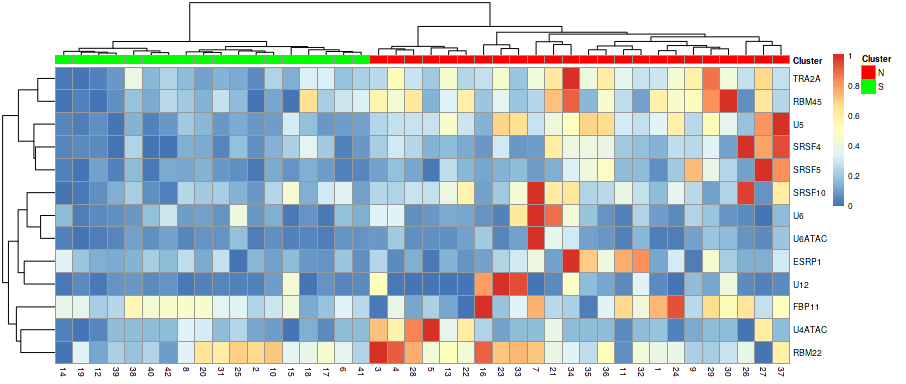 Cluster
1
Cluster
N
0.8
S
0.6
0.4
0.2
0
TRA2A
RBM45
U5
SRSF4
SRSF5
SRSF10
U6
U6ATAC
ESRP1
U12
FBP11
U4ATAC
RBM22
14 19 12 39 38 40 42 8 20 31 25 2 10 15 18 17 6 41 3 4 28 5 13 22 16 23 33 7 21 34 35 36 11 32 1 24 9 29 30 26 27 37